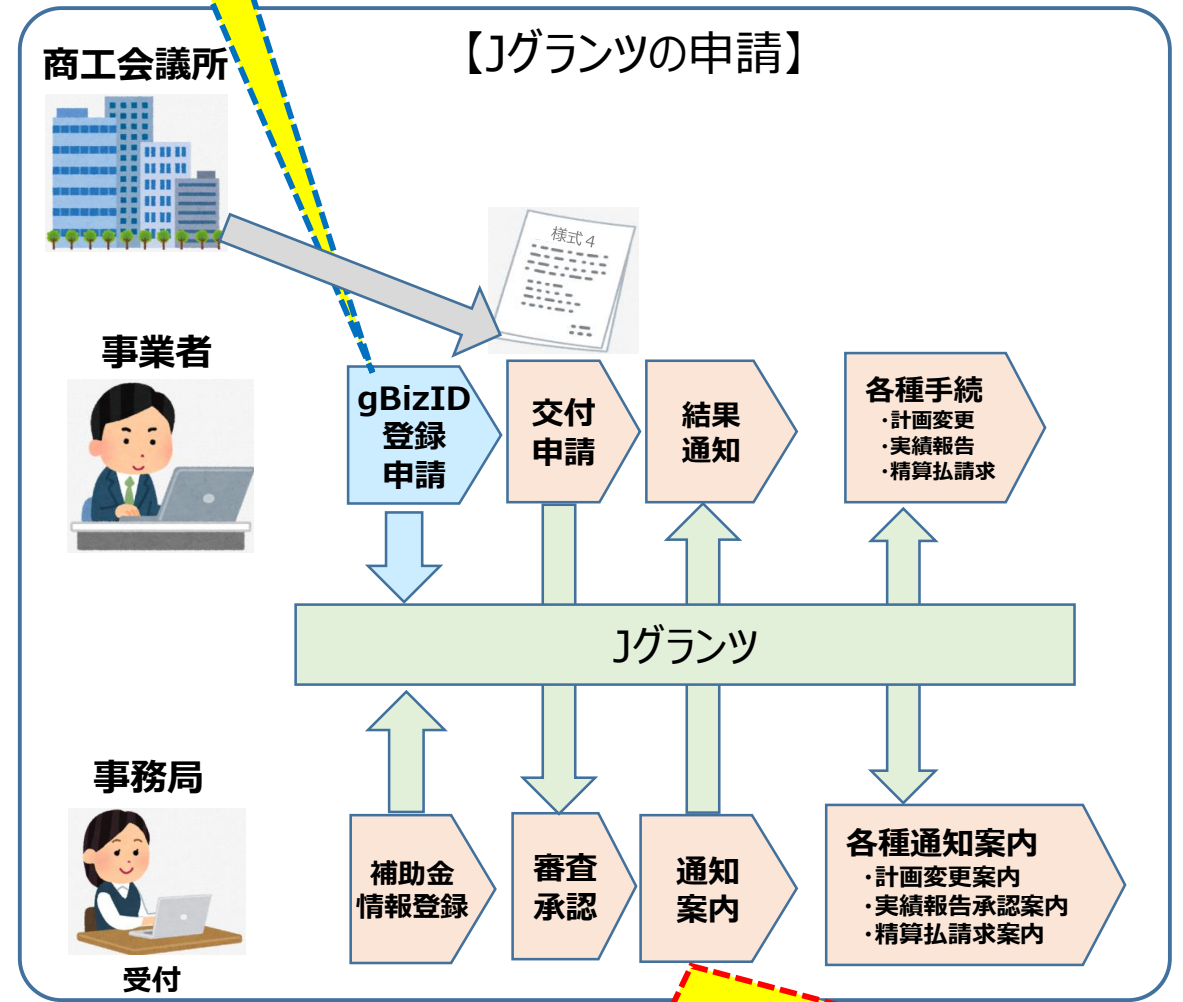 【Jグランツの申請】
商工会議所
様式4
事業者
gBizID
登録
申請
交付
申請
結果
通知
各種手続
・計画変更
・実績報告
・精算払請求
Jグランツ
事務局
受付
補助金
情報登録
審査
承認
通知
案内
各種通知案内
・計画変更案内
・実績報告承認案内
・精算払請求案内